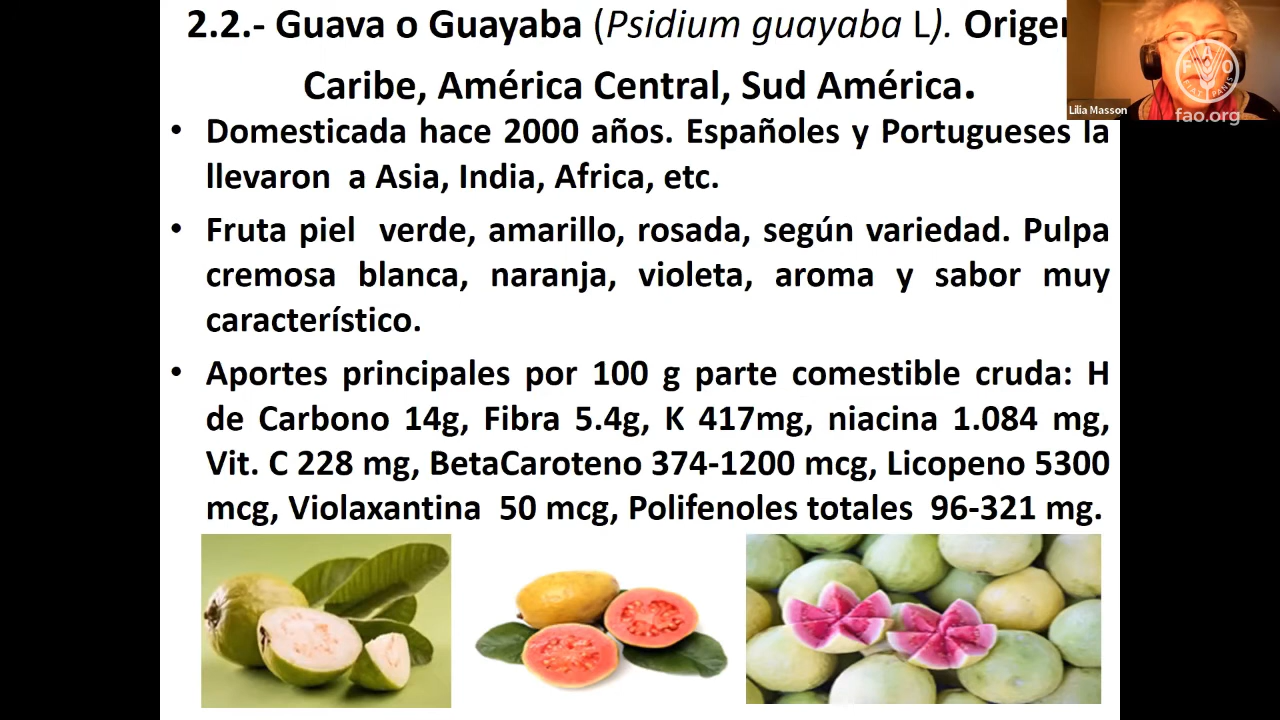 2.2.- Guava o Guayaba (Psidium guayaba L). Origen
Caribe, América Central, Sud América.
• Domesticada hace 2000 años. Españoles y Portugueses la
llevaron a Asia, India, Africa, etc.
• Fruta piel verde, amarillo, rosada, según variedad. Pulpa
cremosa blanca, naranja, violeta, aroma y sabor muy
característico.
• Aportes principales por 100 g parte comestible cruda: H
de Carbono 14g, Fibra 5.4g, K 417mg, niacina 1.084 mg,
Vit. C 228 mg, BetaCaroteno 374-1200 mcg, Licopeno 5300
mcg, Violaxantina 50 mcg, Polifenoles totales 96-321 mg.
Lilia Masson
F A O
FIAT PANIS
fao.org